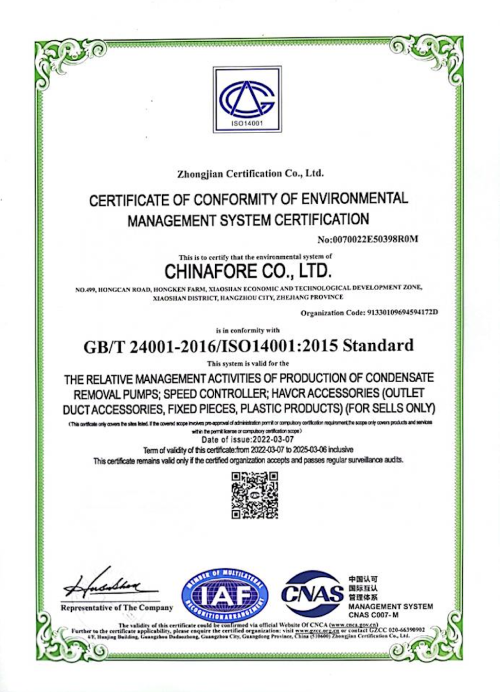 ISO14001
Zhongjian Certification Co., Ltd.
CERTIFICATE OF CONFORMITY OF ENVIRONMENTAL
MANAGEMENT SYSTEM CERTIFICATION
No:0070022E50398R0M
This is to certify that the environmental system of
CHINAFORE CO., LTD.
NO.499, HONGCAN ROAD, HONGKEN FARM, XIAOSHAN ECONOMIC AND TECHNOLOGICAL DEVELOPMENT ZONE,
XIAOSHAN DISTRICT, HANGZHOU CITY, ZHEJIANG PROVINCE
Organization Code: 91330109694594172D
is in conformity with
GB/T 24001-2016/ISO14001:2015 Standard
This system is valid for the
THE RELATIVE MANAGEMENT ACTIVITIES OF PRODUCTION OF CONDENSATE
REMOVAL PUMPS; SPEED CONTROLLER; HAVCR ACCESSORIES (OUTLET
DUCT ACCESSORIES, FIXED PIECES, PLASTIC PRODUCTS) (FOR SELLS ONLY)
(This certificate only covers the sites listed. If the covered scope involves pre-approval of administration permit or compulsory certification requirement,the scope only covers products and services
within the permit license or compulsory certification scope.)
Date of issue:2022-03-07
Term of validity of this certificate:from 2022-03-07 to 2025-03-06 inclusive
This certificate remains valid only if the certified organization accepts and passes regular surveillance audits.
Representative of The Company
MEMBER OF MULTILATERAL
IAF
RECOGNITION ARRANGEMENT
CNAS
中国认可
国际互认
管理体系
MANAGEMENT SYSTEM
CNAS C007-M
The validity of this certificate could be confirmed via official Website Of CNCA (www.cnca.gov.cn)
Further to the certificate applicability, please enquire the certified organization: visit www.gzcc.org.cn or contact GZCC 020-66390902
4/F, Huajing Building, Guangzhou Dadaozhong, Guangzhou City, Guangdong Province, China (510600) Zhongjian Certification Co., Ltd.